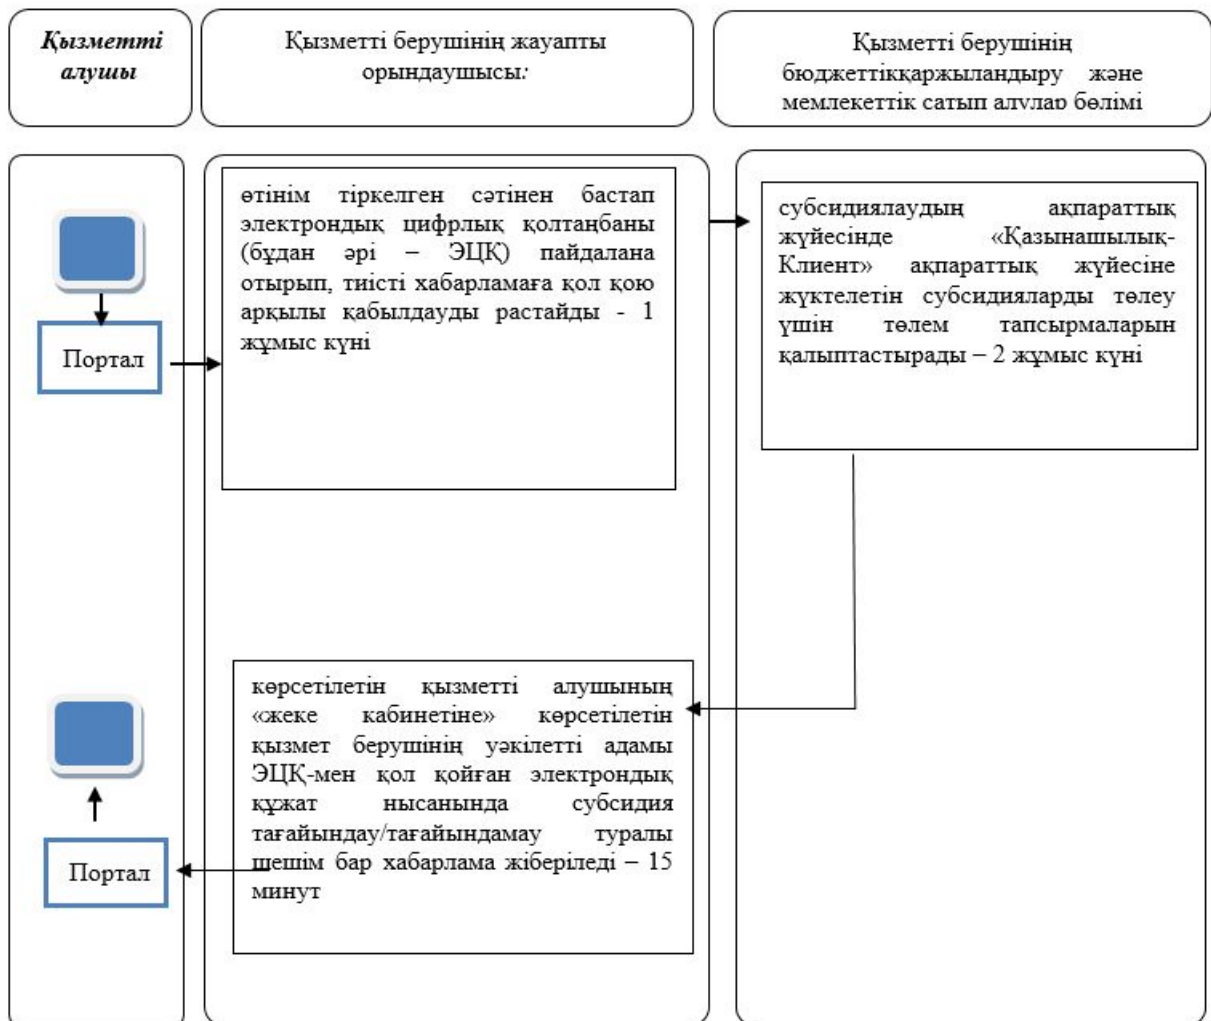 Қызметті
алушы
Қызметті берушінің жауапты
орындаушысы:
Қызметті берушінің
бюджеттікқаржыландыру және
мемлекеттік сатып алулар бөлімі
өтінім тіркелген сәтінен бастап
электрондық цифрлық қолтаңбаны
(бұдан әрі – ЭЦҚ) пайдалана
отырып, тиісті хабарламаға қол қою
арқылы қабылдауды растайды - 1
жұмыс күні
субсидиялаудың ақпараттық
жүйесінде «Қазынашылық-
Клиент» ақпараттық жүйесіне
жүктелетін субсидияларды төлеу
үшін төлем тапсырмаларын
қалыптастырады – 2 жұмыс күні
Портал
көрсетілетін қызметті алушының
«жеке кабинетіне» көрсетілетін
қызмет берушінің уәкілетті адамы
ЭЦҚ-мен қол қойған электрондық
құжат нысанында субсидия
тағайындау/тағайындамау туралы
шешім бар хабарлама жіберіледі – 15
минут
Портал